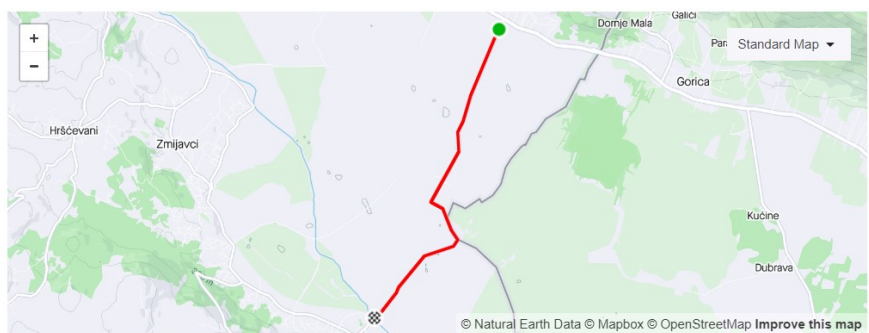 +
−
Hršćevani
Zmijavci
Donje Mala
Galići
Standard Map
Gorica
Kućine
Dubrava
© Natural Earth Data © Mapbox © OpenStreetMap Improve this map